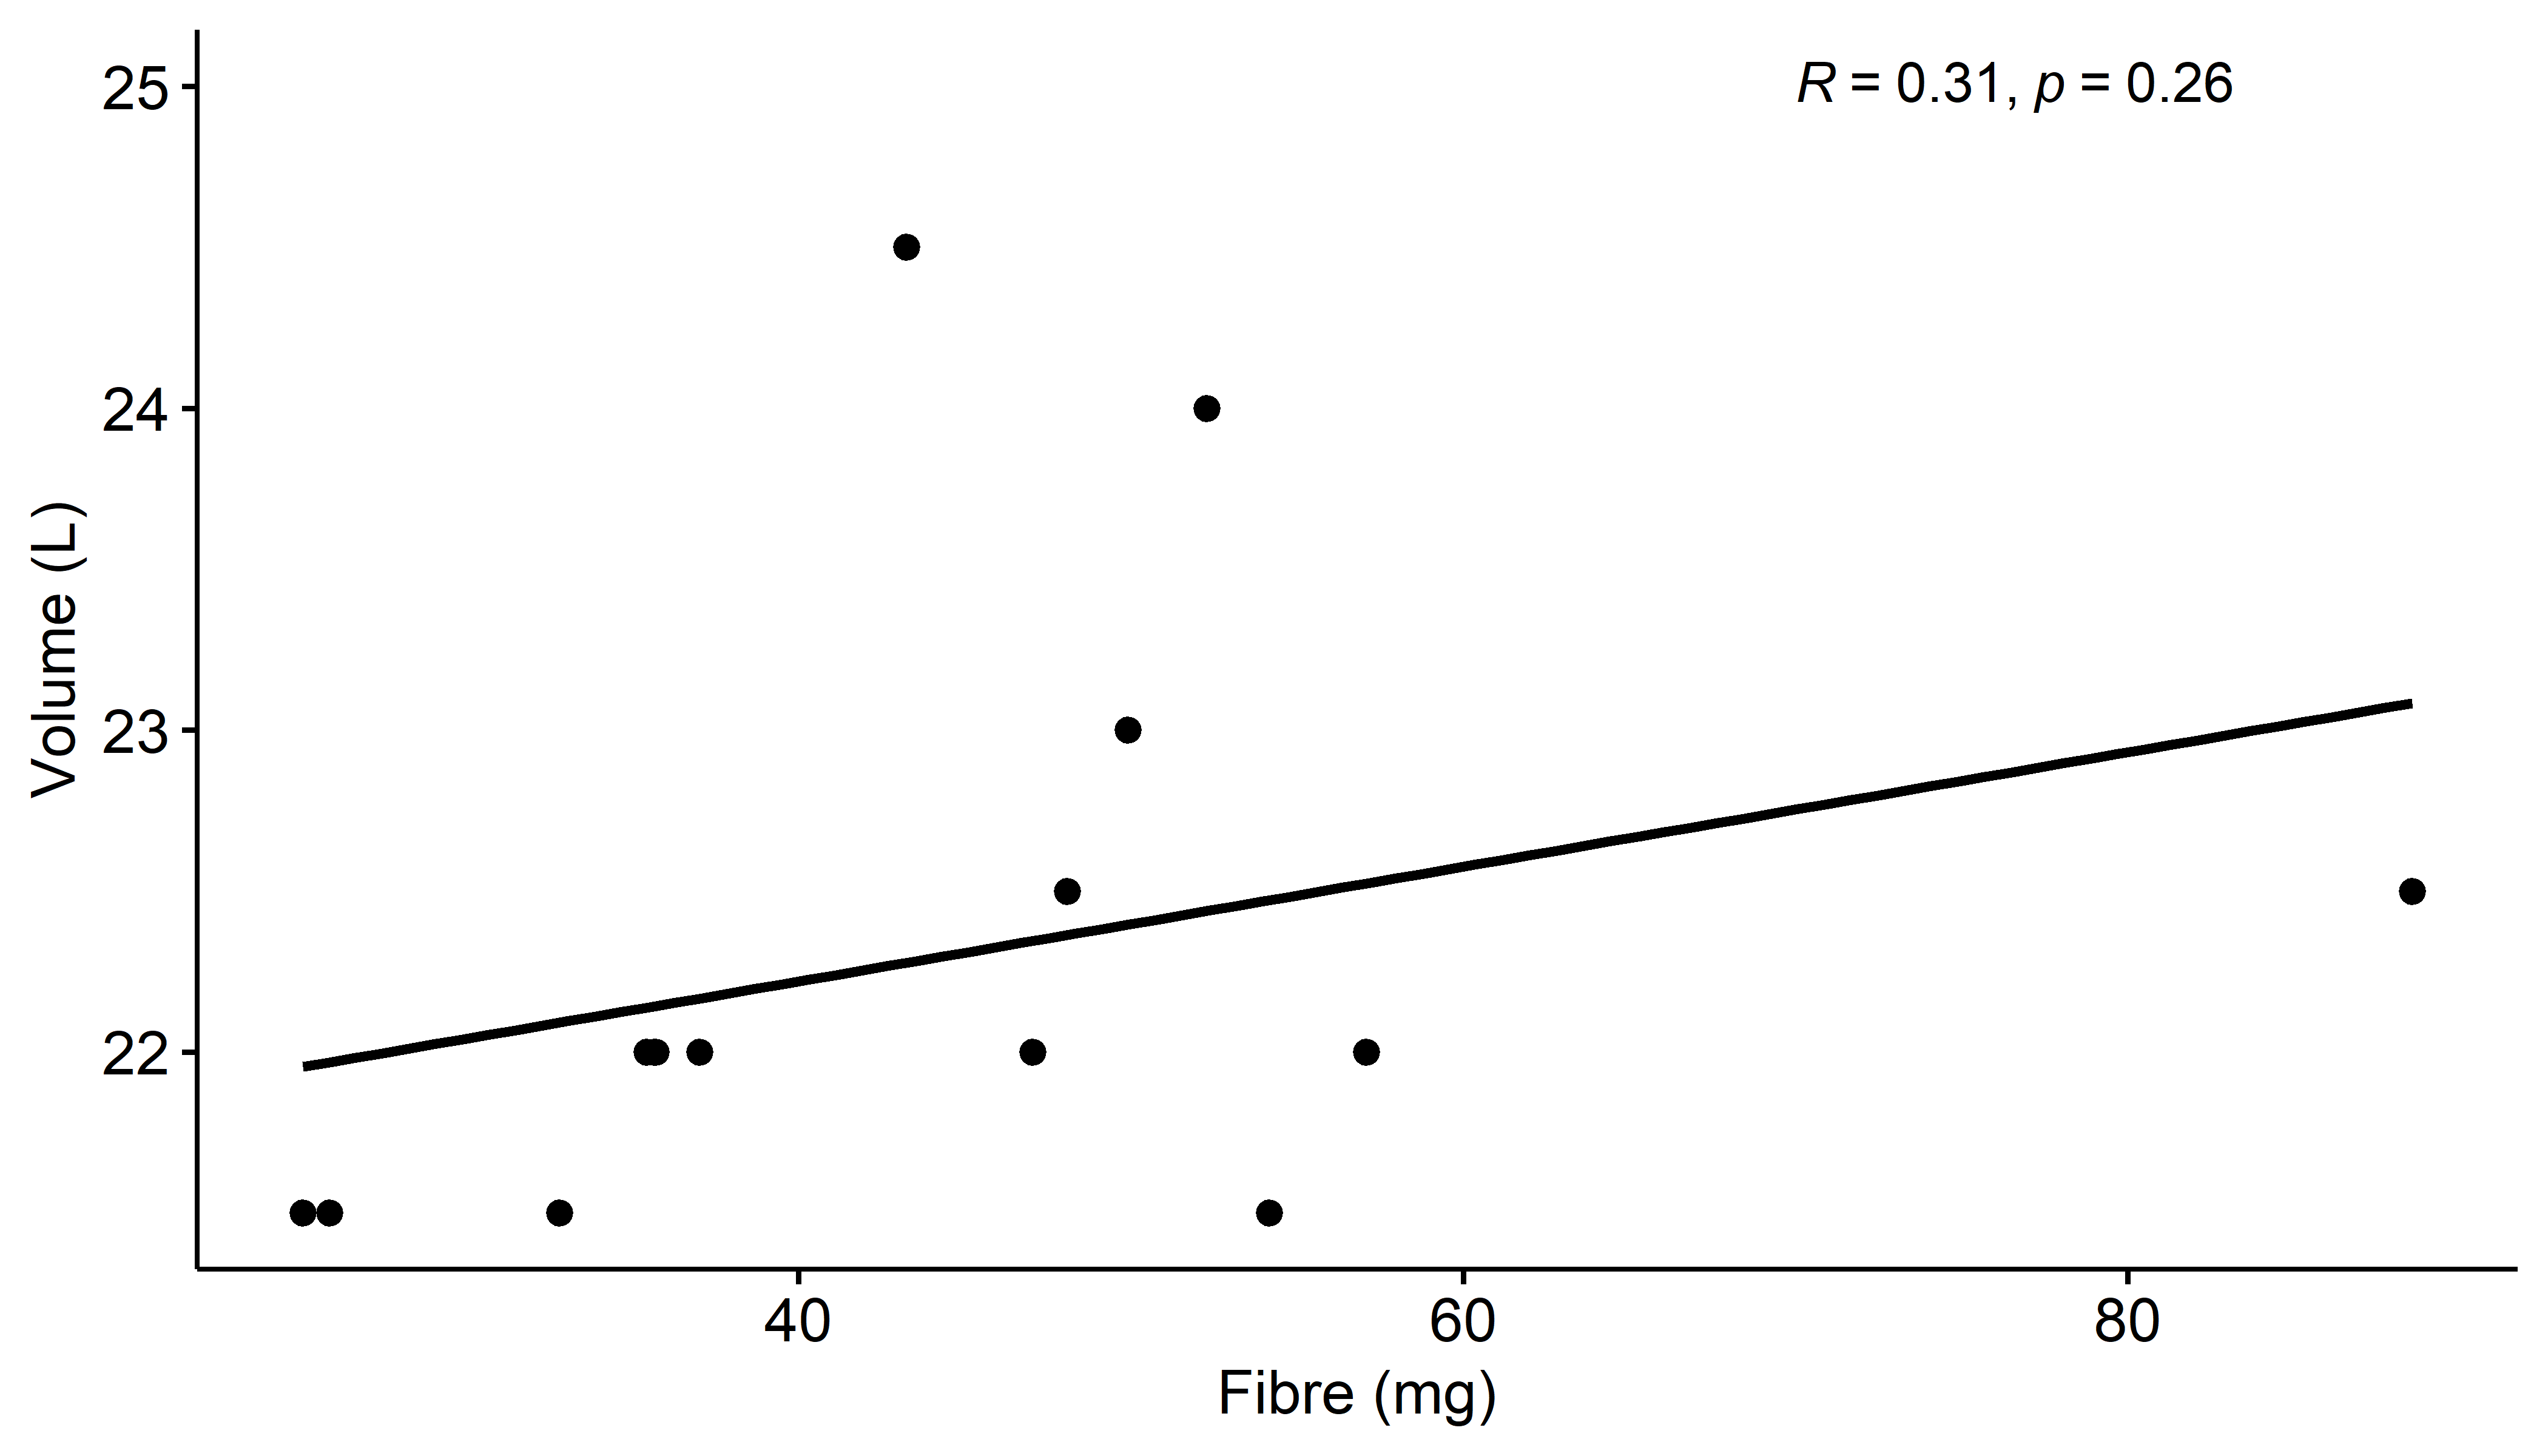 R = 0.31, p = 0.26
25
24
23
22
Volume (L)
40 60 80
Fibre (mg)